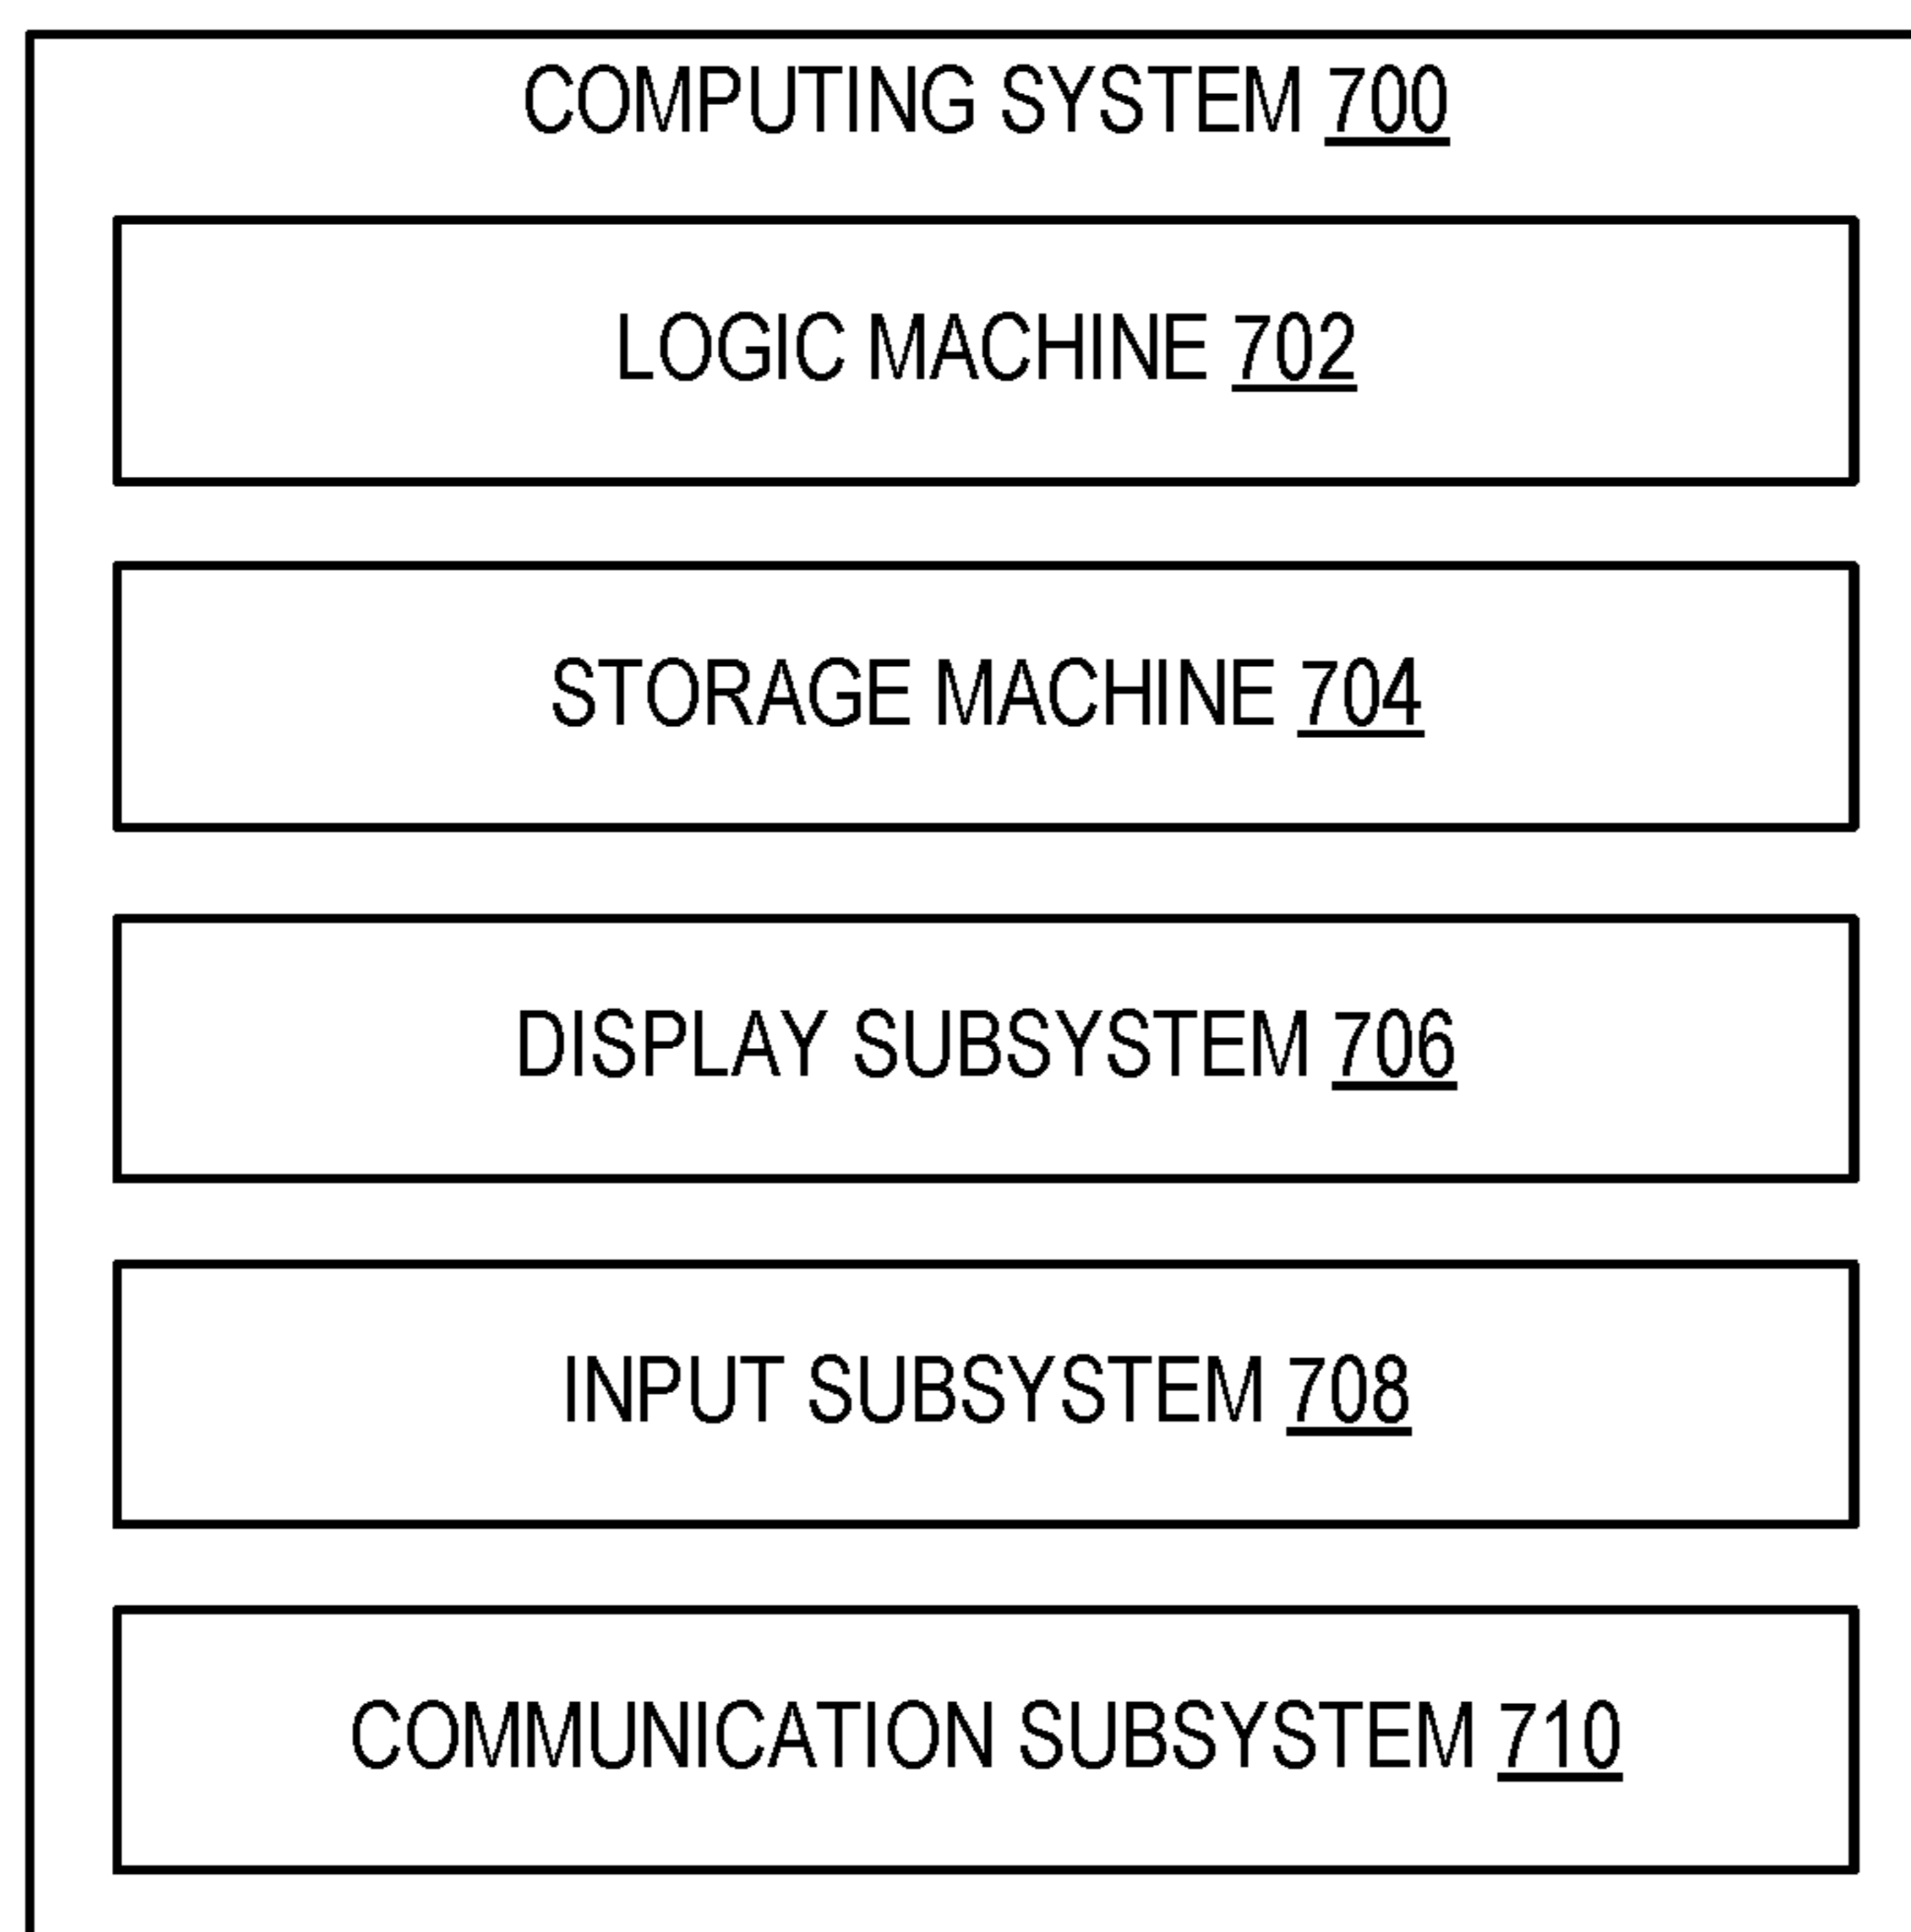 COMPUTING SYSTEM 700
LOGIC MACHINE 702
STORAGE MACHINE 704
DISPLAY SUBSYSTEM 706
INPUT SUBSYSTEM 708
COMMUNICATION SUBSYSTEM 710